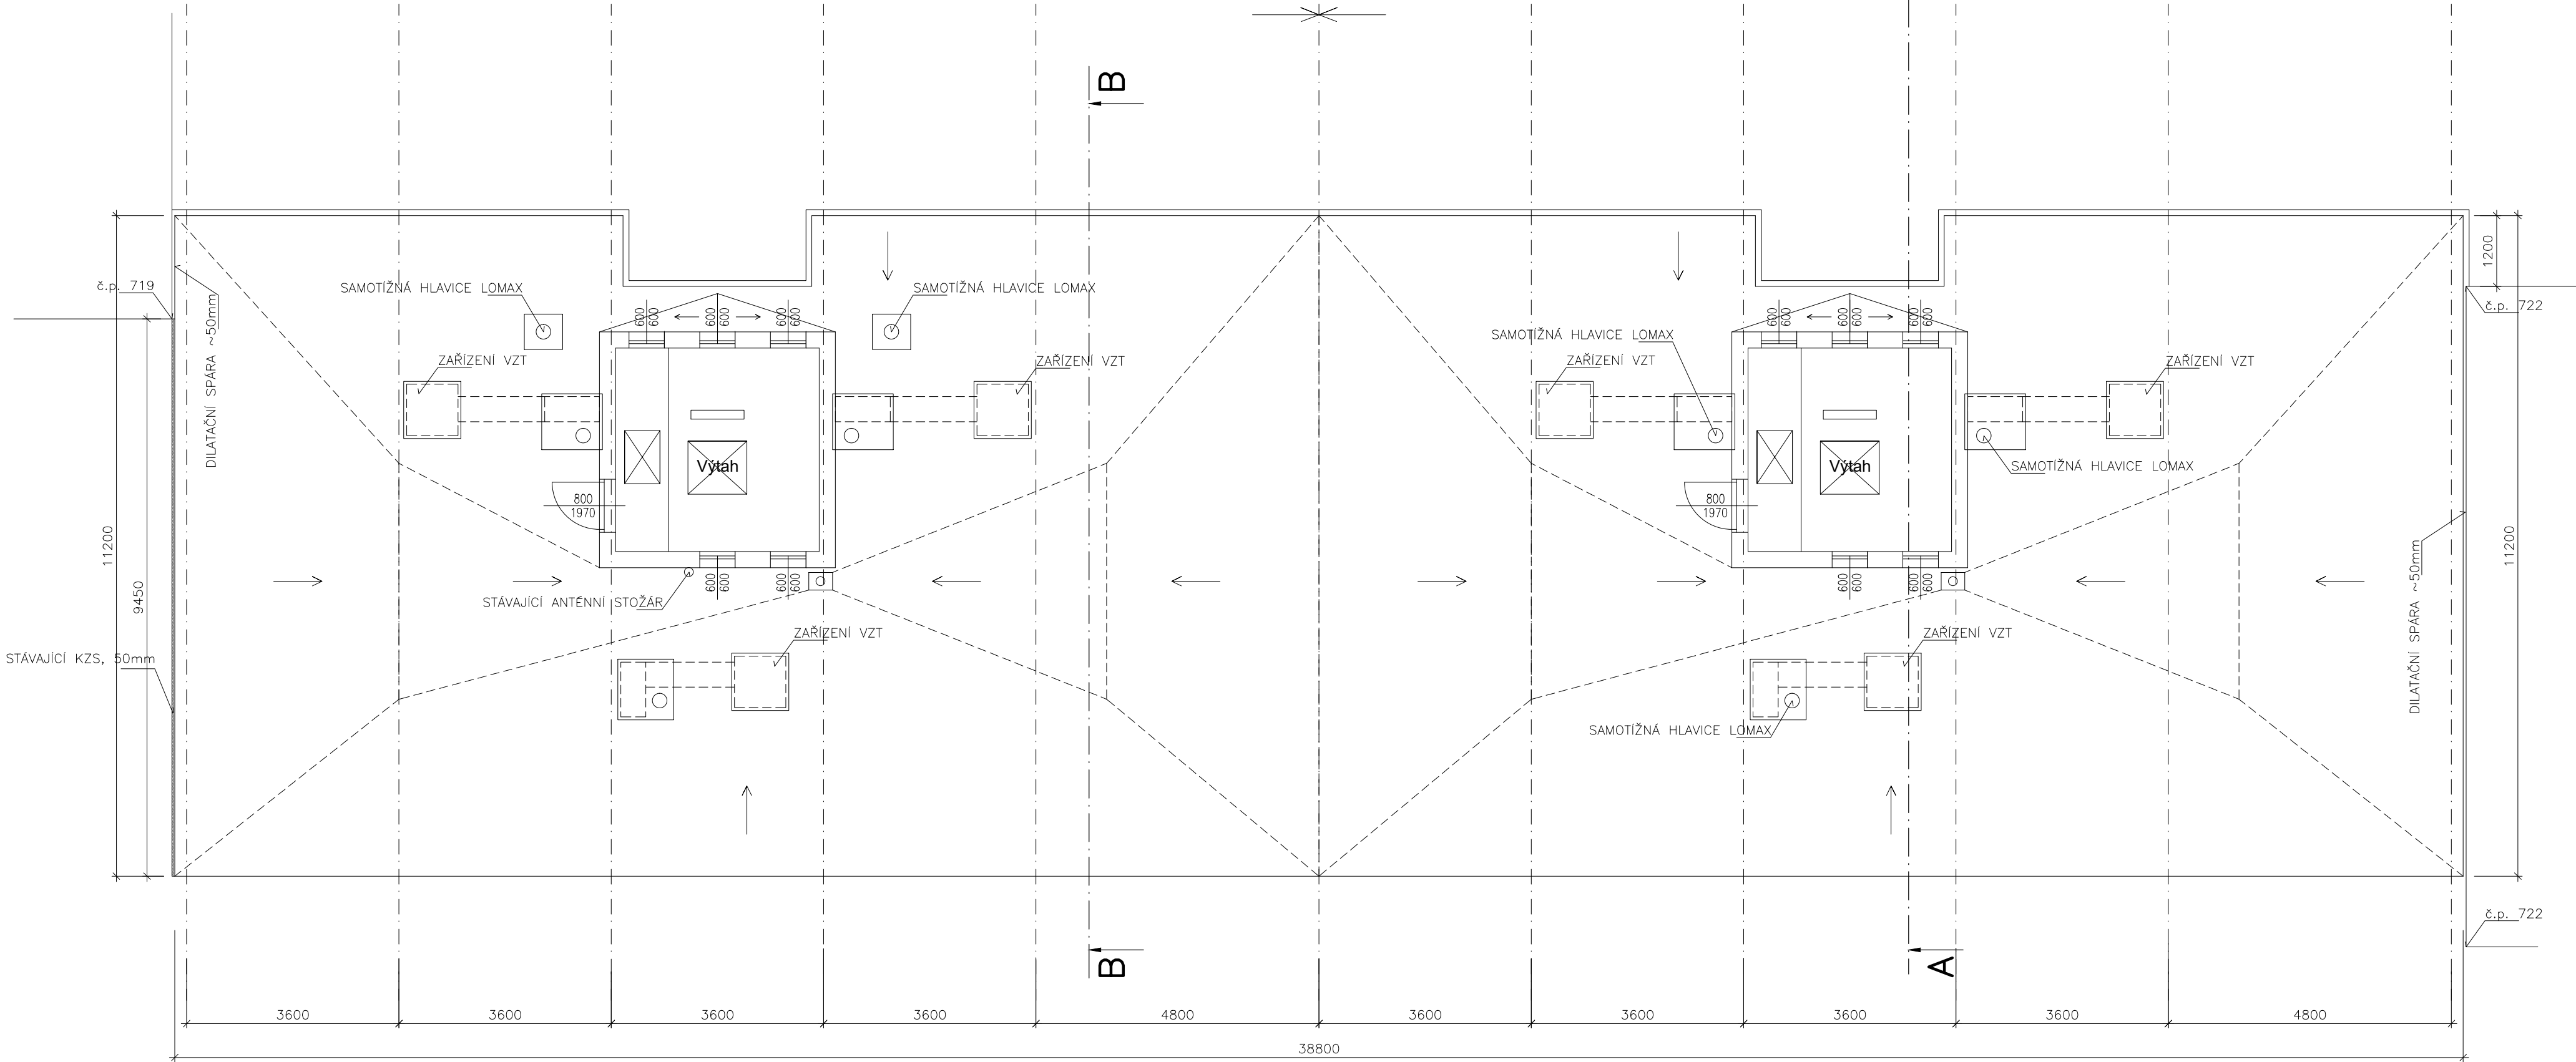 B
č.p. 719
SAMOTÍŽNÁ HLAVICE LOMAX
SAMOTÍŽNÁ HLAVICE LOMAX
SAMOTÍŽNÁ HLAVICE LOMAX
1200
č.p. 722
600
600
600
600
600
600
600
600
600
600
600
600
DILATAČNÍ SPÁRA ~50mm
ZAŘÍZENÍ VZT
ZAŘÍZENÍ VZT
ZAŘÍZENÍ VZT
ZAŘÍZENÍ VZT
Výtah
Výtah
SAMOTÍŽNÁ HLAVICE LOMAX
800
1970
800
1970
11200
9450
11200
DILATAČNÍ SPÁRA ~50mm
600
600
600
600
600
600
600
600
STÁVAJÍCÍ ANTÉNNÍ STOŽÁR
ZAŘÍZENÍ VZT
ZAŘÍZENÍ VZT
STÁVAJÍCÍ KZS, 50mm
SAMOTÍŽNÁ HLAVICE LOMAX
č.p. 722
B
A
3600
3600
3600
3600
4800
3600
3600
3600
3600
4800
38800